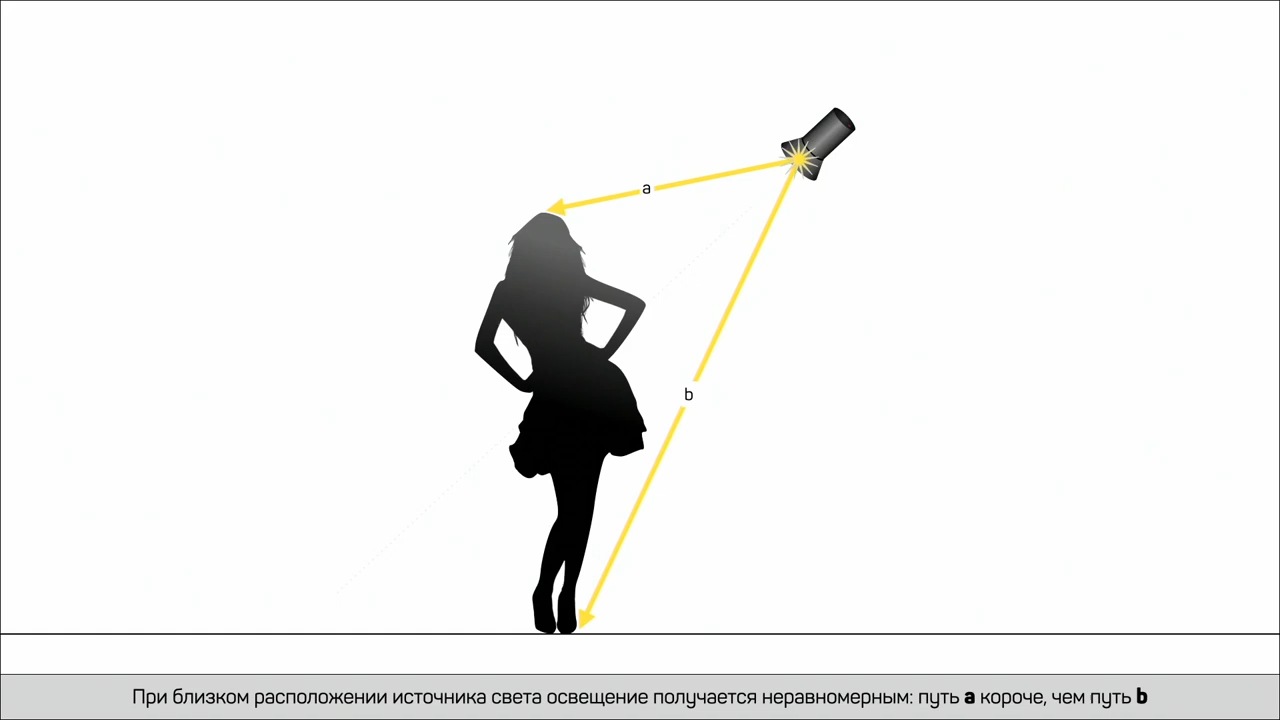 a
b
При близком расположении источника света освещение получается неравномерным: путь a короче, чем путь b